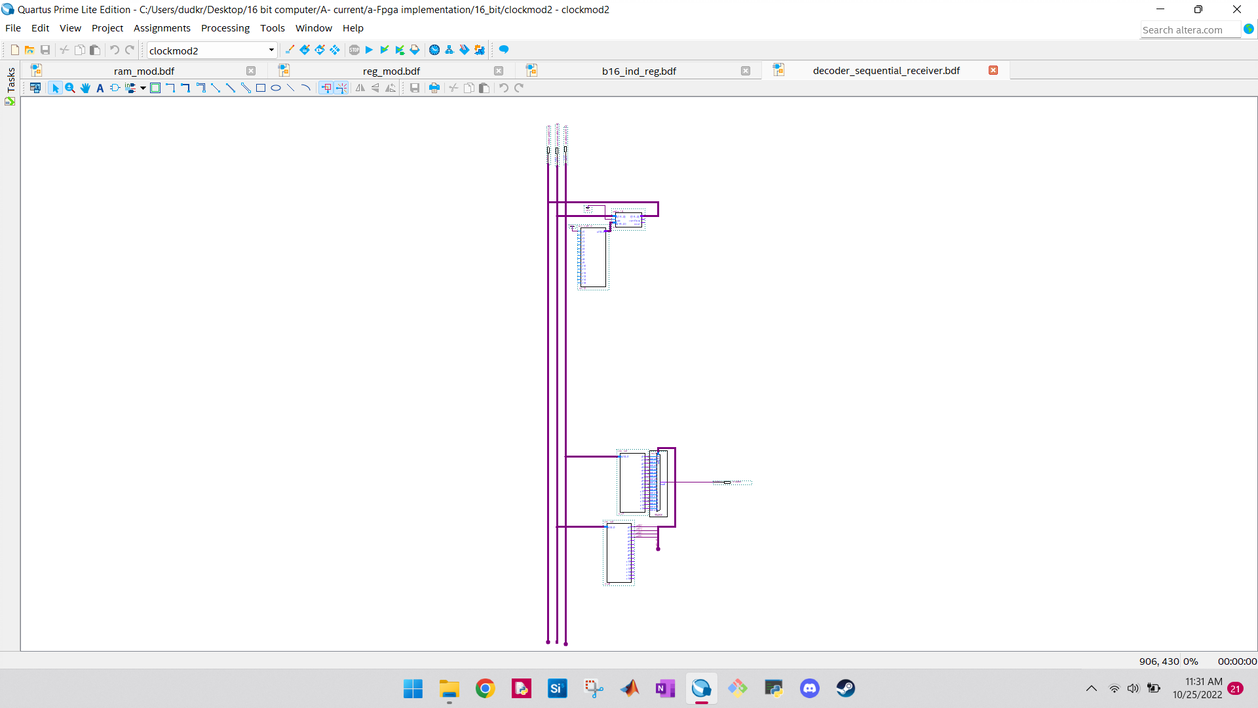 Quartus Prime Lite Edition - C:/Users/dudkr/Desktop/16 bit computer/A- current/a-Fpga implementation/16_bit/clockmod2 - clockmod2
File Edit View Project Assignments Processing Tools Window Help
Search altera.com
clockmod2
STOP
Tasks
ram_mod.bdf
reg_mod.bdf
b16_ind_reg.bdf
decoder_sequential_receiver.bdf
A
906, 430 0% 00:00:00
Si
N
11:31 AM
10/25/2022
21